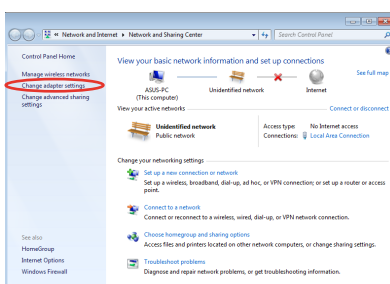 Network and Internet ▸ Network and Sharing Center
Search Control Panel
Control Panel Home
Manage wireless networks
Change adapter settings
Change advanced sharing
settings
See also
HomeGroup
Internet Options
Windows Firewall
View your basic network information and set up connections
See full map
ASUS-PC
(This computer)
Unidentified network
Internet
View your active networks
Connect or disconnect
Unidentified network
Public network
Access type: No Internet access
Connections: Local Area Connection
Change your networking settings
Set up a new connection or network
Set up a wireless, broadband, dial-up, ad hoc, or VPN connection; or set up a router or access
point.
Connect to a network
Connect or reconnect to a wireless, wired, dial-up, or VPN network connection.
Choose homegroup and sharing options
Access files and printers located on other network computers, or change sharing settings.
Troubleshoot problems
Diagnose and repair network problems, or get troubleshooting information.